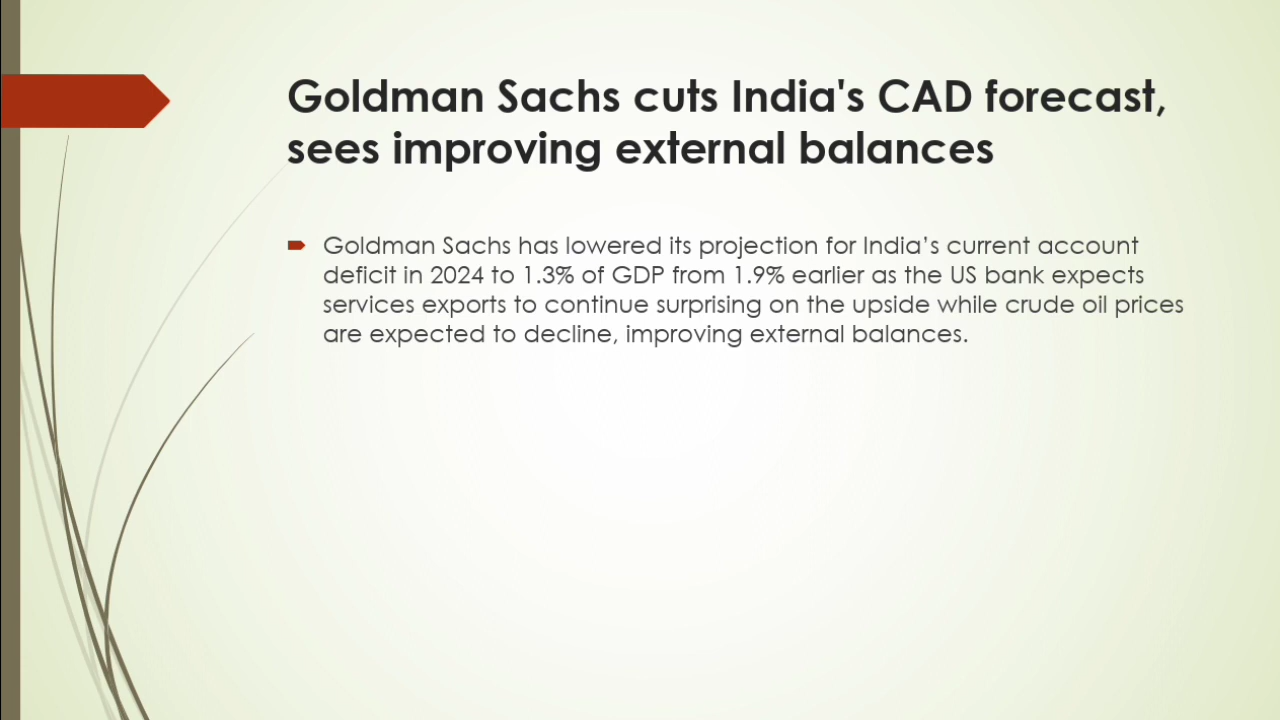 Goldman Sachs cuts India's CAD forecast,
sees improving external balances
Goldman Sachs has lowered its projection for India’s current account
deficit in 2024 to 1.3% of GDP from 1.9% earlier as the US bank expects
services exports to continue surprising on the upside while crude oil prices
are expected to decline, improving external balances.